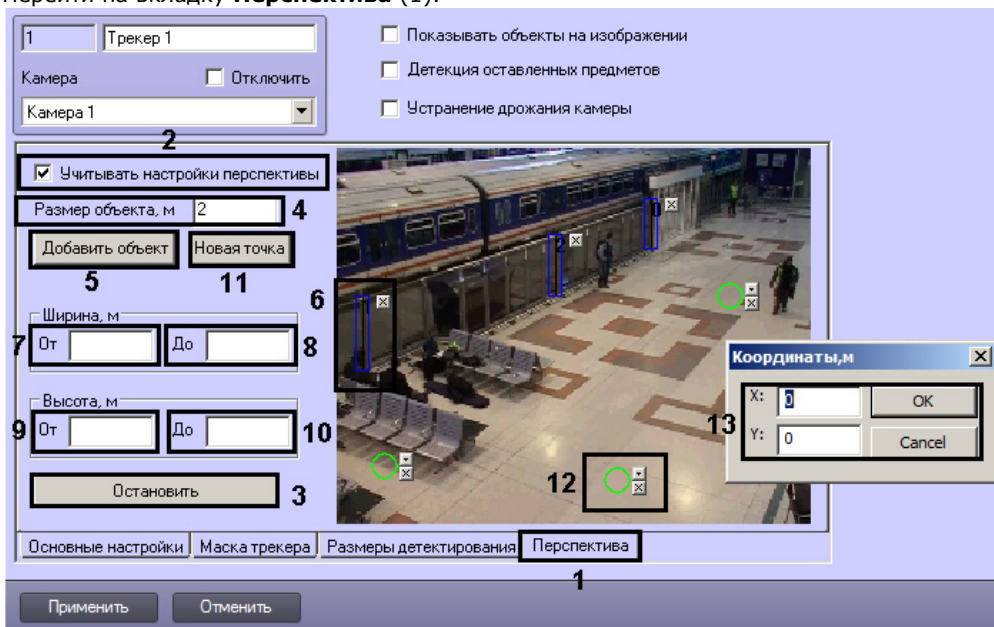 Перейти на вкладку Перспектива (1).
1 Трекер 1
Показывать объекты на изображении
Камера
Отключить
Детекция оставленных предметов
Камера 1
Устранение дрожания камеры
2
Учитывать настройки перспективы
Размер объекта, м 2 4
Добавить объект Новая точка
5 11
6
Ширина, м
7 От До 8
Высота, м
9 От До 10
Остановить 3
0
2
1
12
Координаты,м
X: 0 OK
13
Y: 0 Cancel
Основные настройки Маска трекера Размеры детектирования Перспектива
1
Применить Отменить